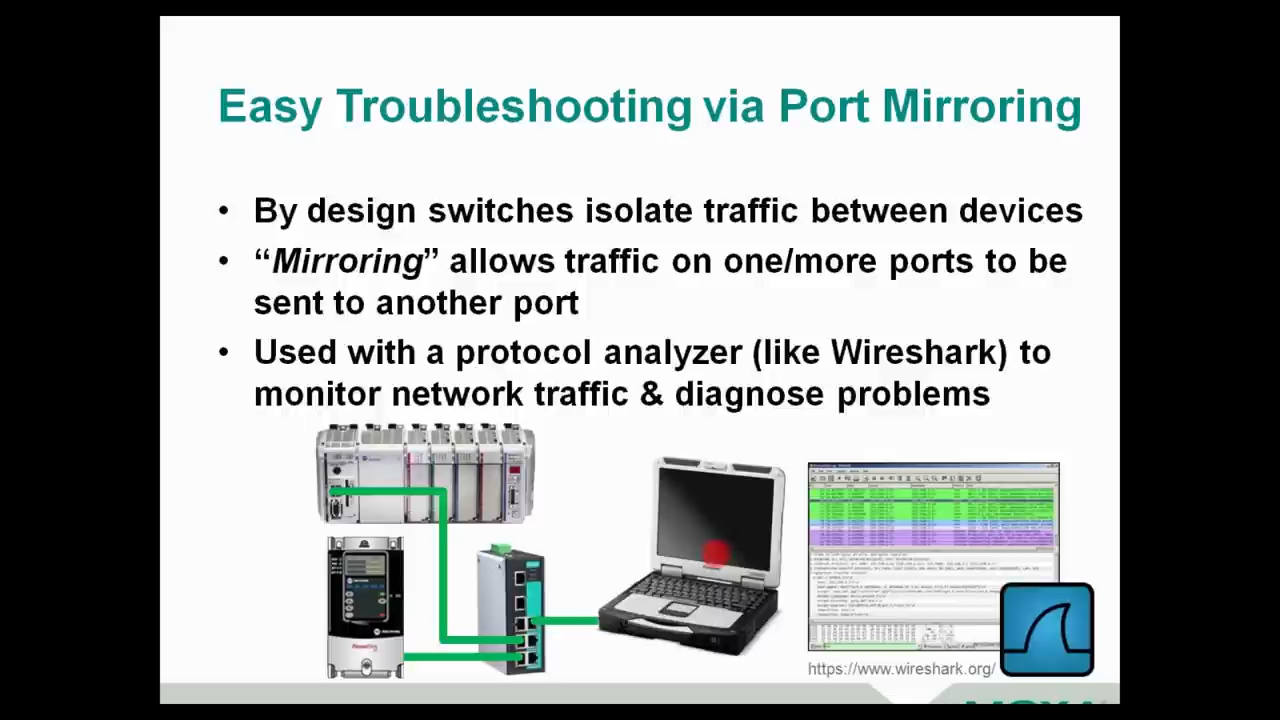 Easy Troubleshooting via Port Mirroring
• By design switches isolate traffic between devices
• “Mirroring” allows traffic on one/more ports to be
sent to another port
• Used with a protocol analyzer (like Wireshark) to
monitor network traffic & diagnose problems
https://www.wireshark.org/